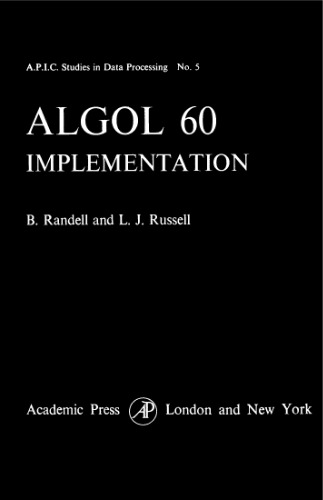 A.P.I.C. Studies in Data Processing No. 5
ALGOL 60
IMPLEMENTATION
B. Randell and L. J. Russell
Academic Press AP London and New York